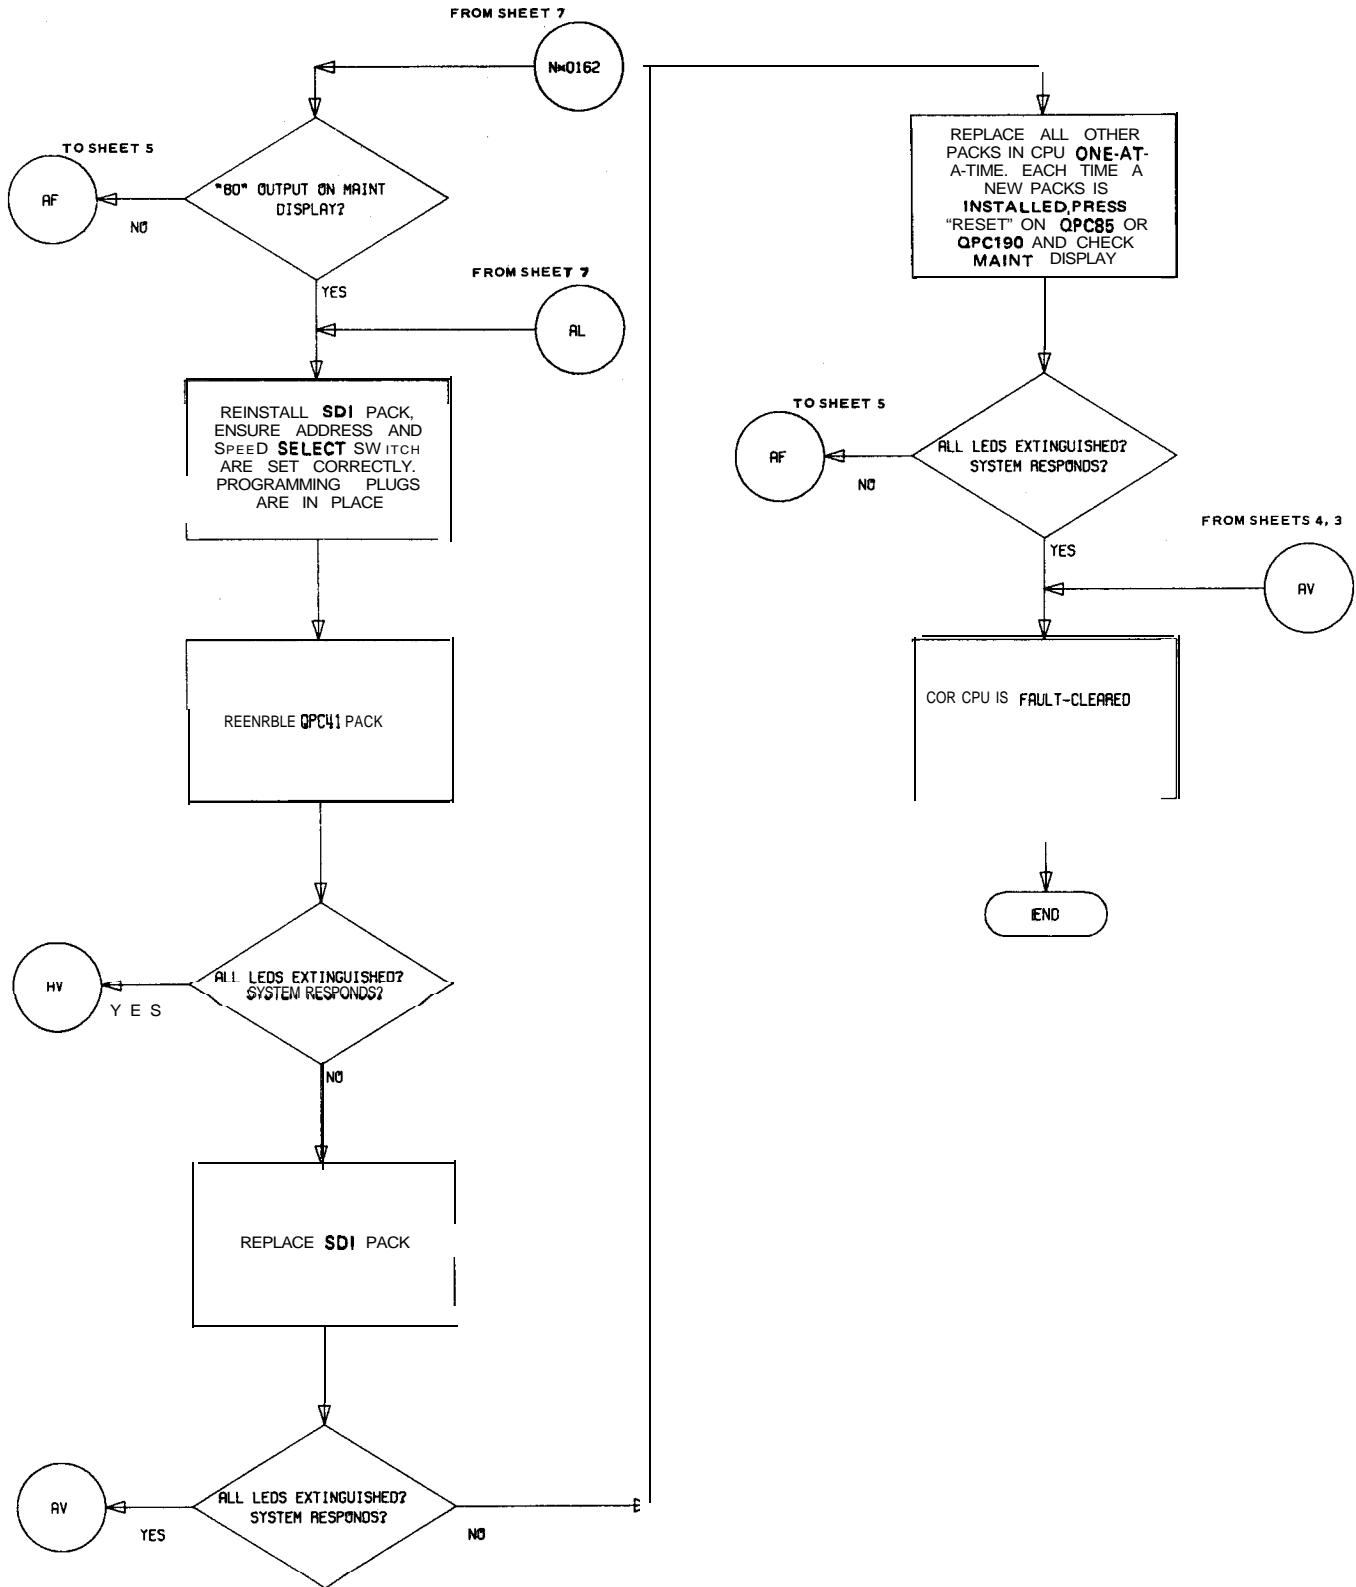 FROM SHEET 7
N*0162
TO SHEET 5
AF
"80" OUTPUT ON MAINT
DISPLAY?
NO
YES
FROM SHEET 7
AL
REINSTALL SDI PACK,
ENSURE ADDRESS AND
SPEED SELECT SWITCH
ARE SET CORRECTLY.
PROGRAMMING PLUGS
ARE IN PLACE
REENRBLE QPC41 PACK
ALL LEDS EXTINGUISHED?
SYSTEM RESPONDS?
HV
YES
NO
REPLACE SDI PACK
ALL LEDS EXTINGUISHED?
SYSTEM RESPONDS?
AV
YES
NO
REPLACE ALL OTHER
PACKS IN CPU ONE-AT-
A-TIME. EACH TIME A
NEW PACKS IS
INSTALLED,PRESS
“RESET” ON QPC85 OR
QPC190 AND CHECK
MAINT DISPLAY
TO SHEET 5
AF
ALL LEDS EXTINGUISHED?
SYSTEM RESPONDS?
NO
YES
FROM SHEETS 4, 3
AV
COR CPU IS FAULT-CLEARED
END